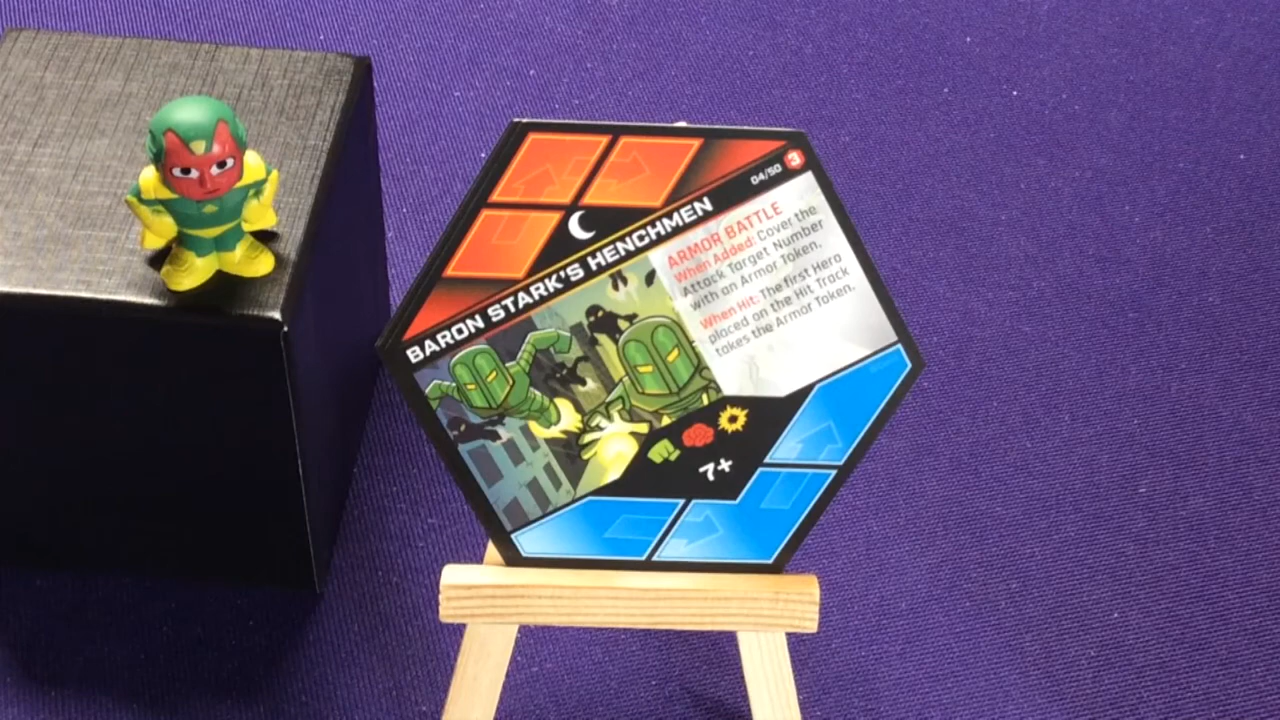 04/50 3
BARON STARK'S HENCHMEN
ARMOR BATTLE
When Added: Cover the
Attack Target Number
with an Armor Token.
When Hit: The first Hero
placed on the Hit Track
takes the Armor Token.
7+